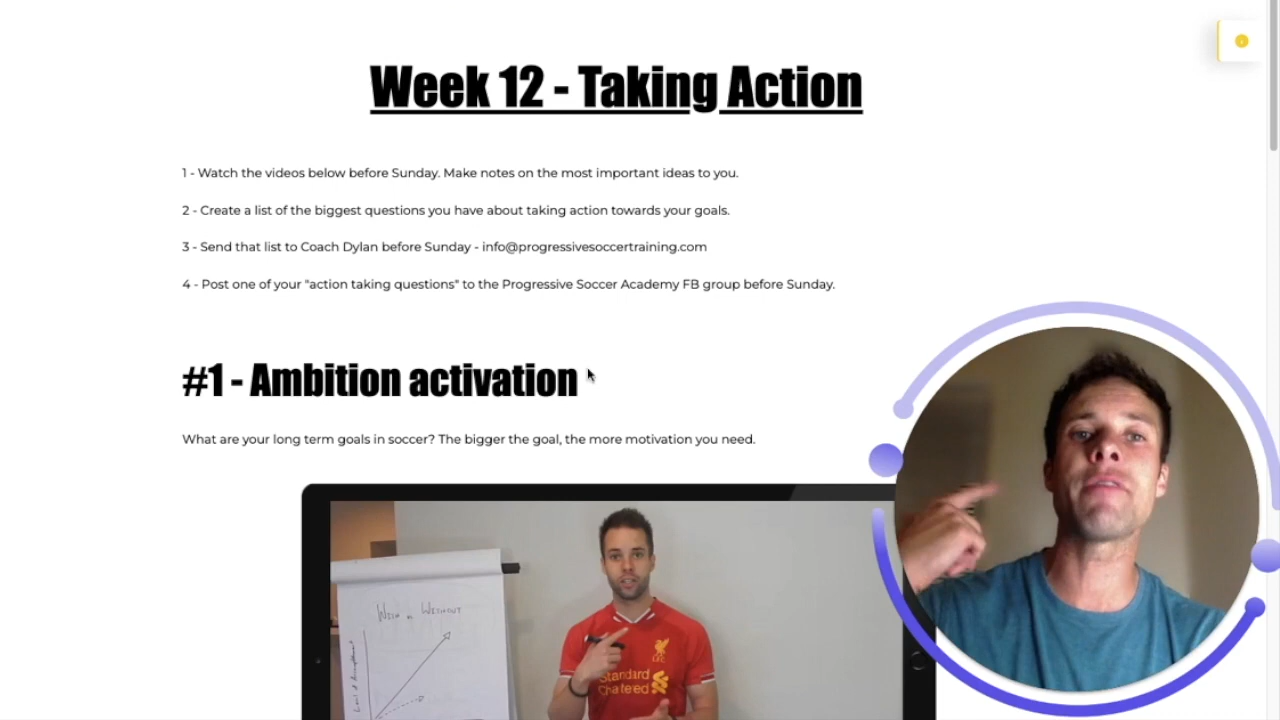 Week 12 - Taking Action
1 - Watch the videos below before Sunday. Make notes on the most important ideas to you.
2 - Create a list of the biggest questions you have about taking action towards your goals.
3 - Send that list to Coach Dylan before Sunday - info@progressivesoccertraining.com
4 - Post one of your "action taking questions" to the Progressive Soccer Academy FB group before Sunday.
#1 - Ambition activation
What are your long term goals in soccer? The bigger the goal, the more motivation you need.
Standard
Chartered